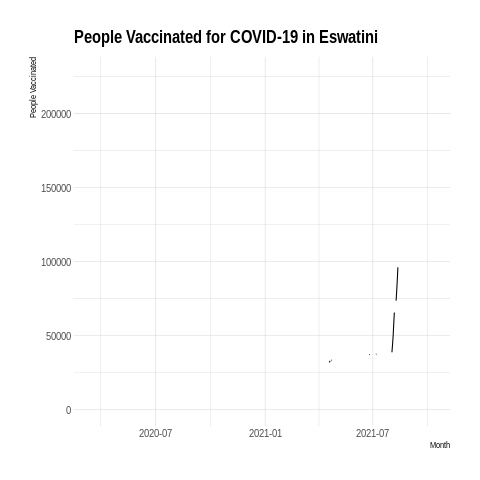 People Vaccinated for COVID-19 in Eswatini
People Vaccinated
200000
150000
100000
50000
0
2020-07
2021-01
2021-07
Month